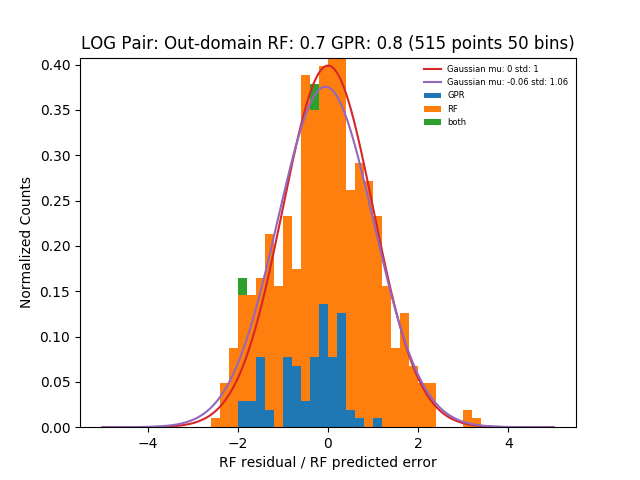 LOG Pair: Out-domain RF: 0.7 GPR: 0.8 (515 points 50 bins)
Gaussian mu: 0 std: 1
Gaussian mu: -0.06 std: 1.06
GPR
RF
both
Normalized Counts
0.40
0.35
0.30
0.25
0.20
0.15
0.10
0.05
0.00
−4 −2 0 2 4
RF residual / RF predicted error